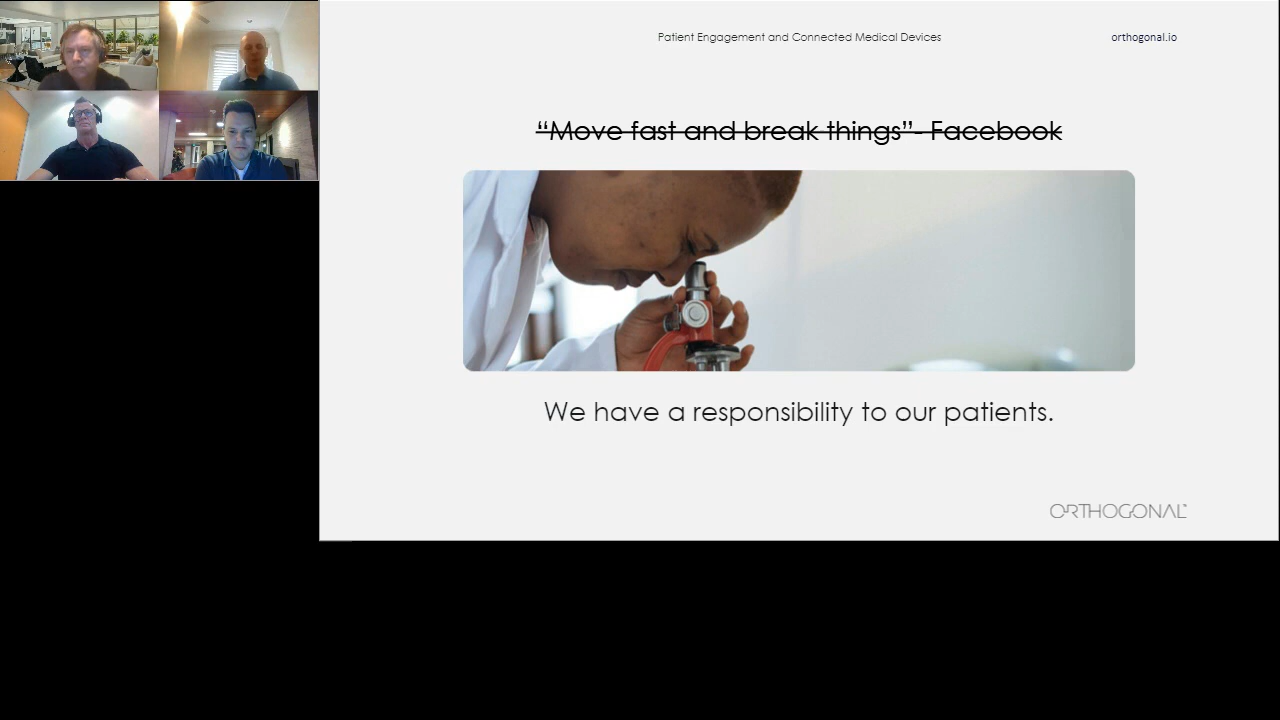 Patient Engagement and Connected Medical Devices
orthogonal.io
“Move fast and break things”- Facebook
We have a responsibility to our patients.
ORTHOGONAL